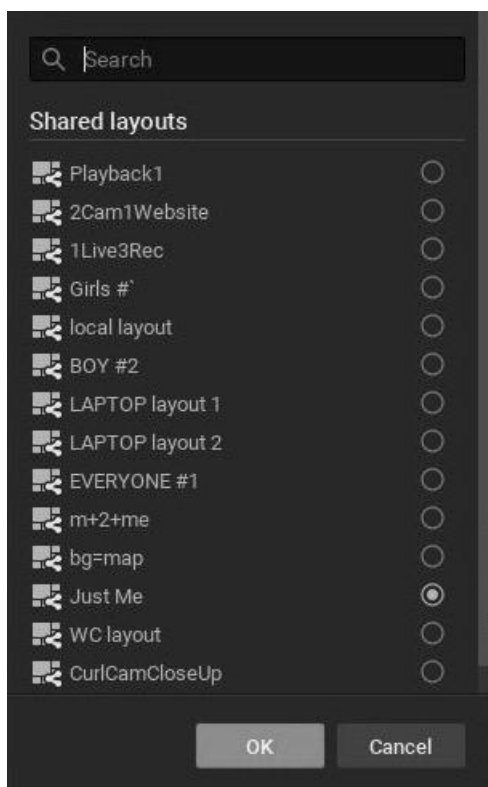 Search
Shared layouts
Playback1
2Cam1Website
1Live3Rec
Girls #`
local layout
BOY #2
LAPTOP layout 1
LAPTOP layout 2
EVERYONE #1
m+2+me
bg=map
Just Me
WC layout
CurlCamCloseUp
OK Cancel